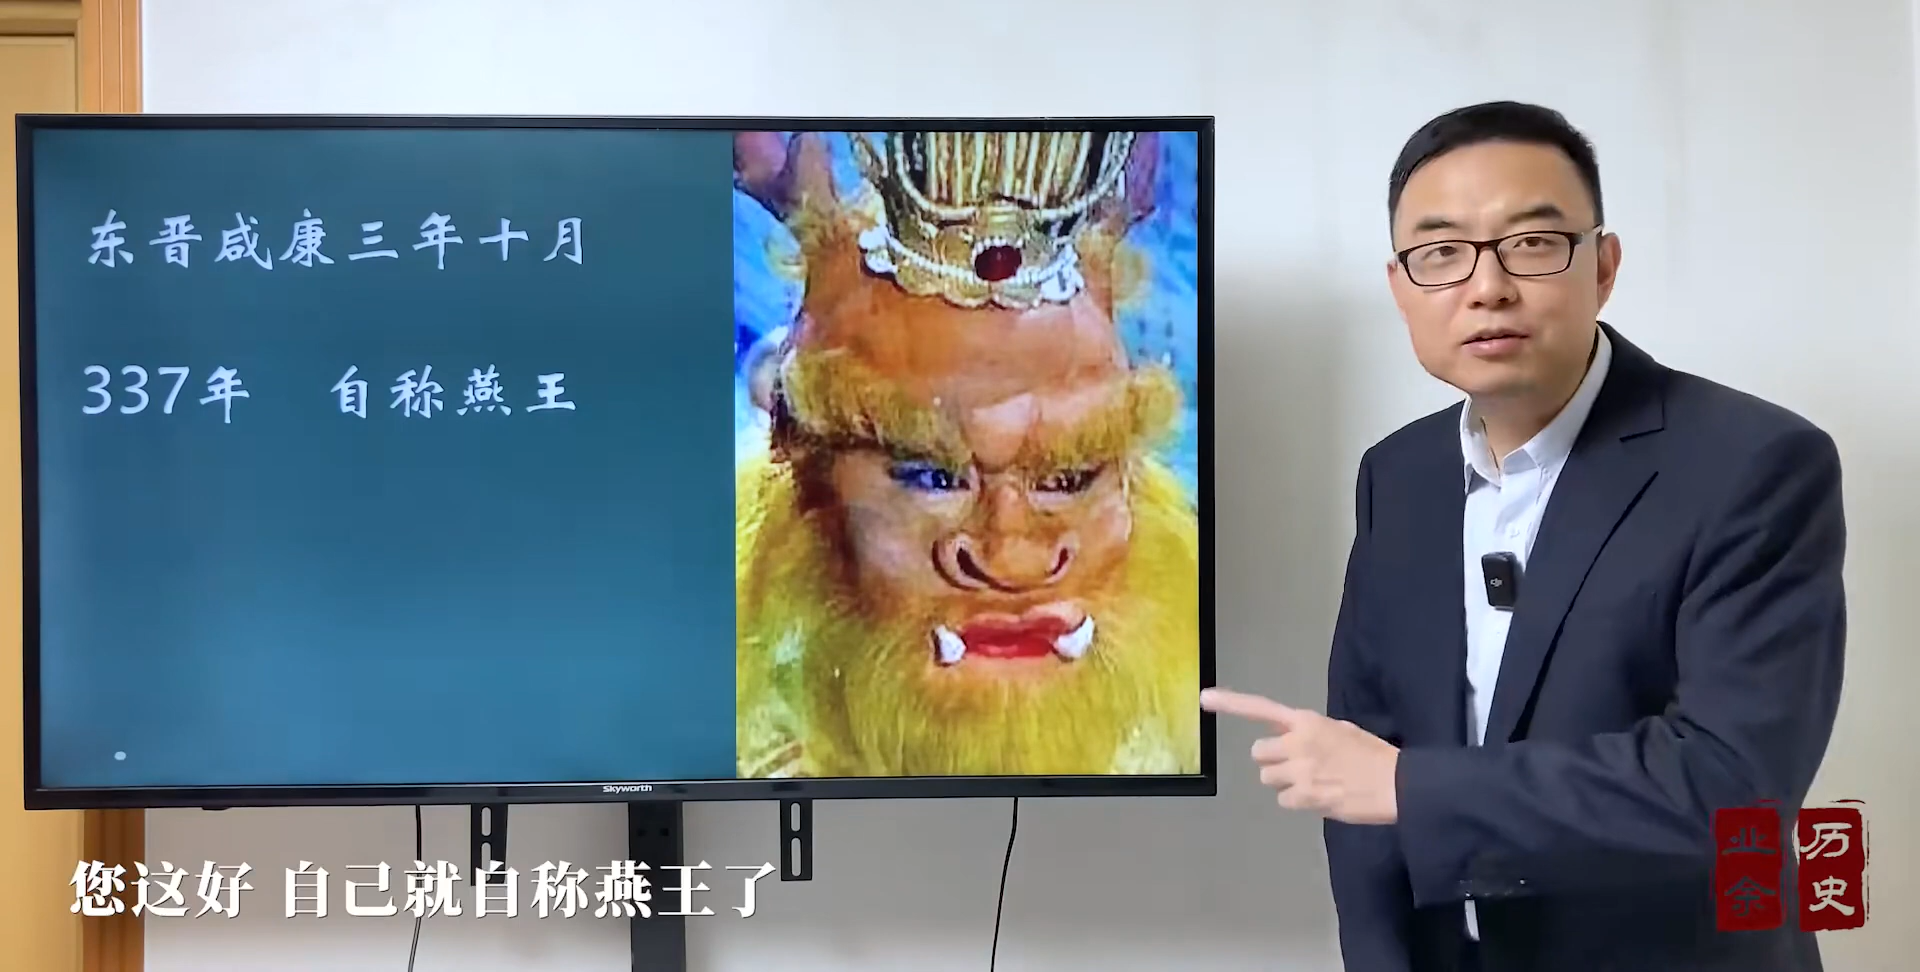 东晋咸康三年十月
337年 自称燕王
Skyworth
您这好 自己就自称燕王了
历史
业余